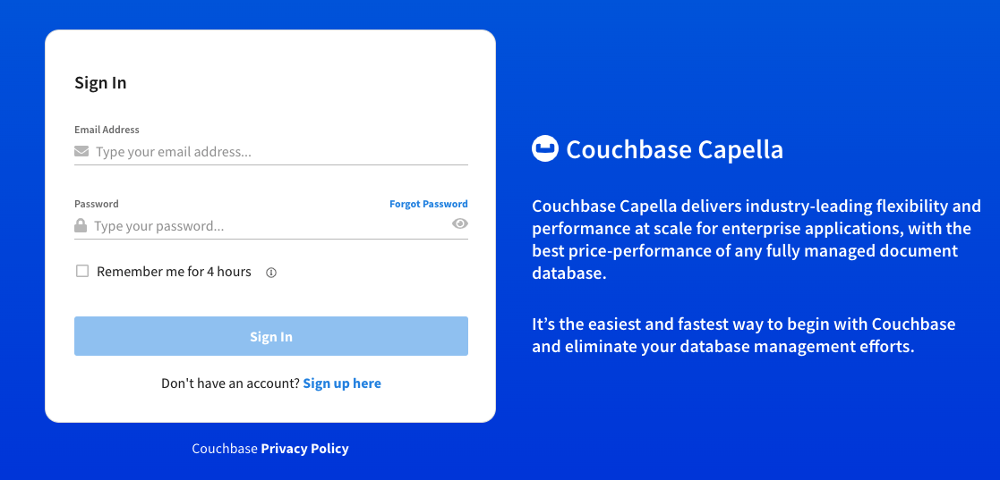 Sign In
Email Address
Type your email address...
Password
Forgot Password
Type your password...
Remember me for 4 hours
Sign In
Don't have an account? Sign up here
Couchbase Privacy Policy
Couchbase Capella
Couchbase Capella delivers industry-leading flexibility and
performance at scale for enterprise applications, with the
best price-performance of any fully managed document
database.
It’s the easiest and fastest way to begin with Couchbase
and eliminate your database management efforts.